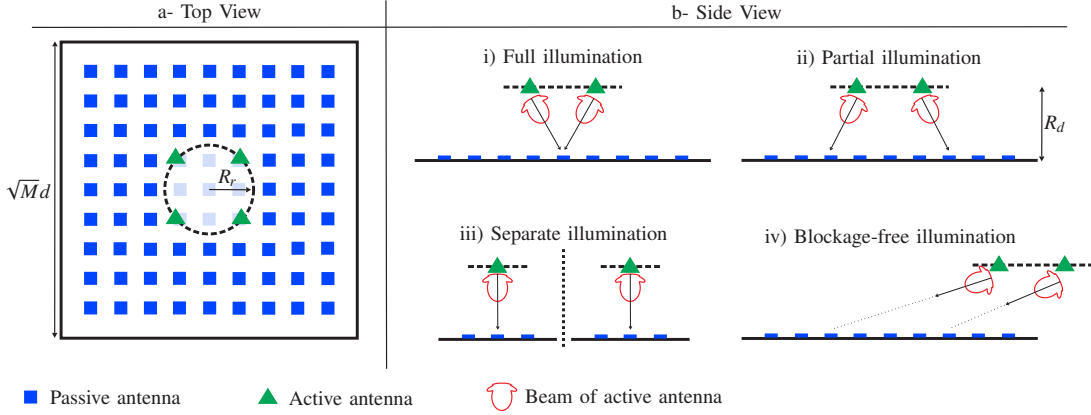 a- Top View
b- Side View
i) Full illumination
ii) Partial illumination
R_d
R_r
√M d
iii) Separate illumination
iv) Blockage-free illumination
Passive antenna
Active antenna
Beam of active antenna